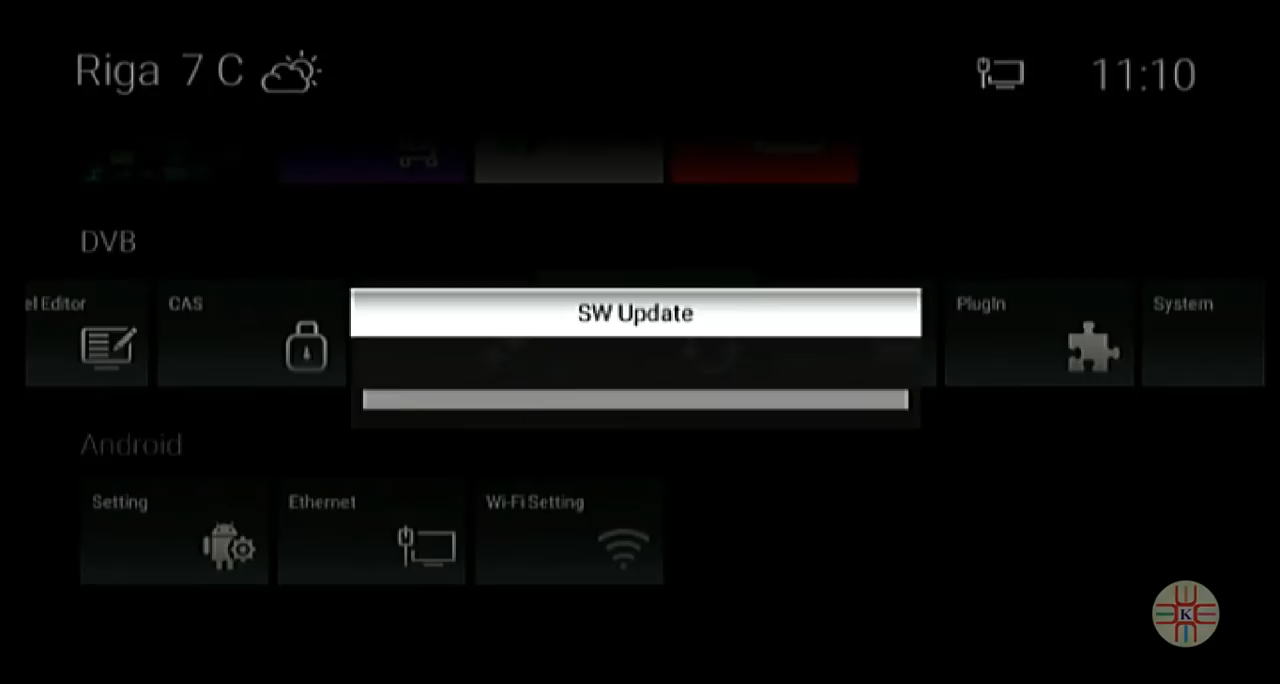 Riga 7 C
11:10
DVB
el Editor
CAS
SW Update
PlugIn
System
Android
Setting
Ethernet
Wi-Fi Setting
K